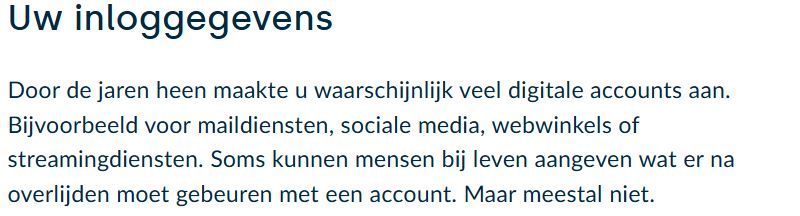 Uw inloggegevens
Door de jaren heen maakte u waarschijnlijk veel digitale accounts aan.
Bijvoorbeeld voor maildiensten, sociale media, webwinkels of
streamingdiensten. Soms kunnen mensen bij leven aangeven wat er na
overlijden moet gebeuren met een account. Maar meestal niet.